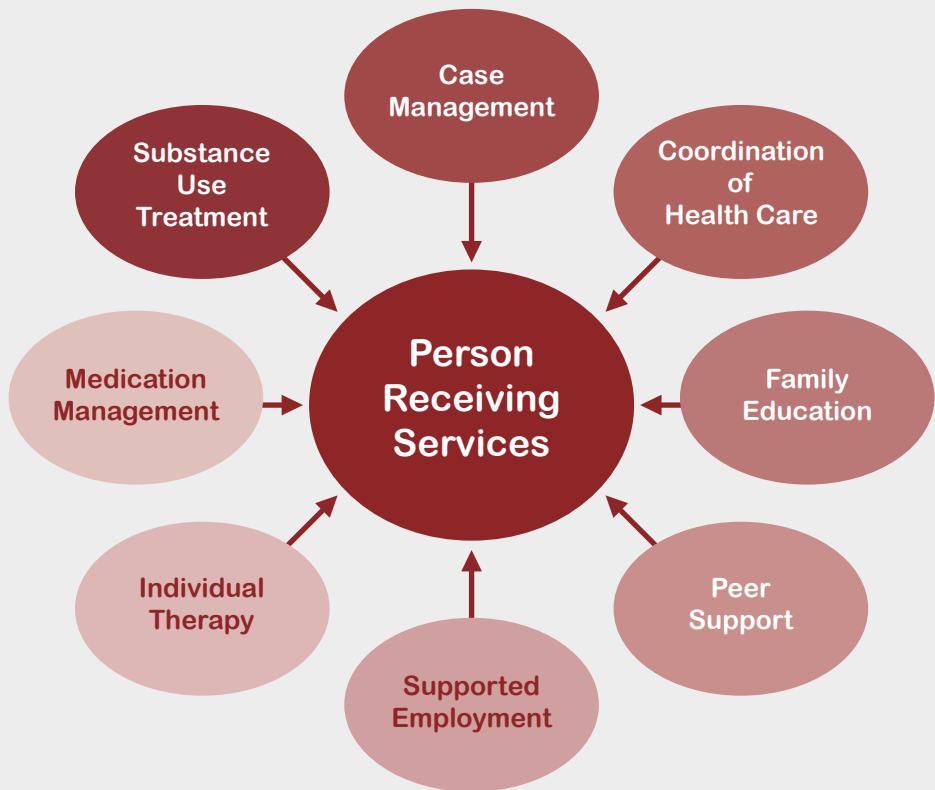 Case
Management
Coordination
of
Health Care
Family
Education
Peer
Support
Supported
Employment
Individual
Therapy
Medication
Management
Substance
Use
Treatment
Person
Receiving
Services